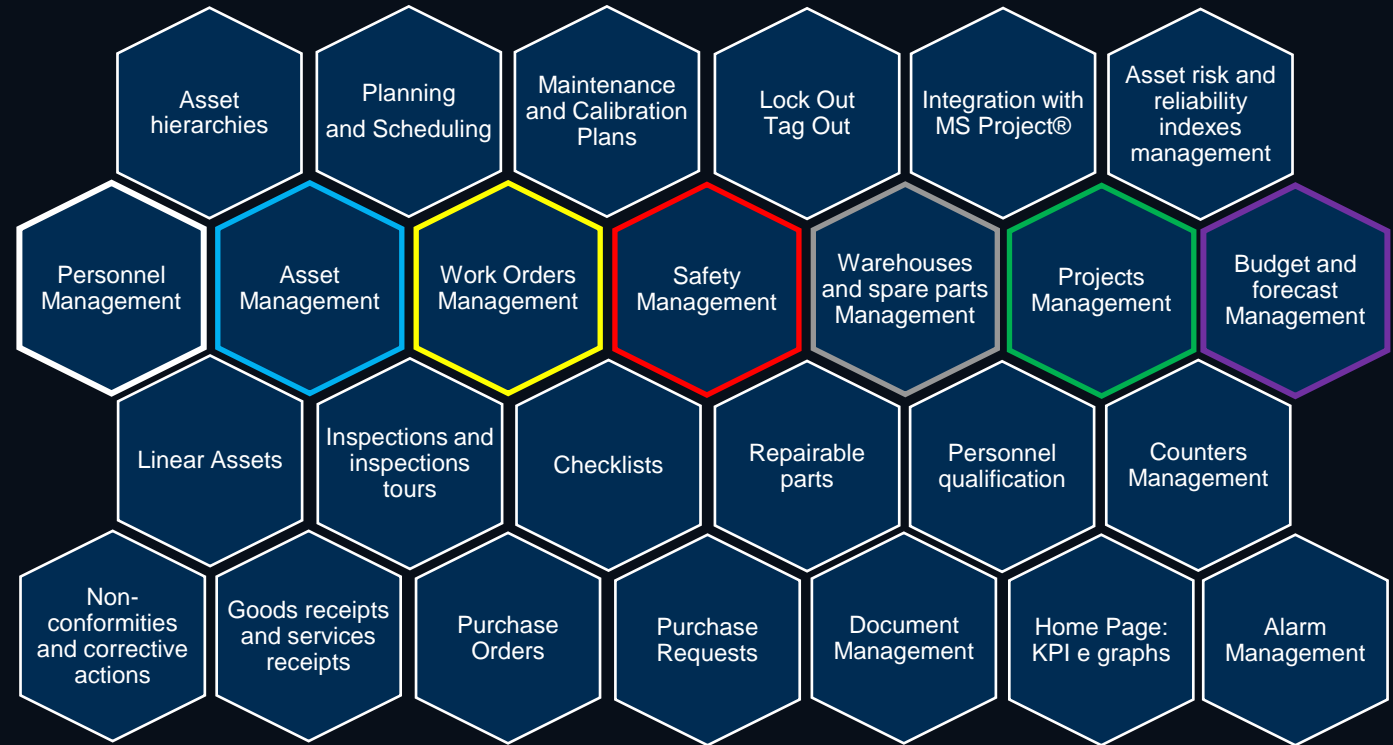 Asset
hierarchies
Planning
and Scheduling
Maintenance
and Calibration
Plans
Lock Out
Tag Out
Integration with
MS Project®
Asset risk and
reliability
indexes
management
Personnel
Management
Asset
Management
Work Orders
Management
Safety
Management
Warehouses
and spare parts
Management
Projects
Management
Budget and
forecast
Management
Linear Assets
Inspections and
inspections
tours
Checklists
Repairable
parts
Personnel
qualification
Counters
Management
Non-
conformities
and corrective
actions
Goods receipts
and services
receipts
Purchase
Orders
Purchase
Requests
Document
Management
Home Page:
KPI e graphs
Alarm
Management